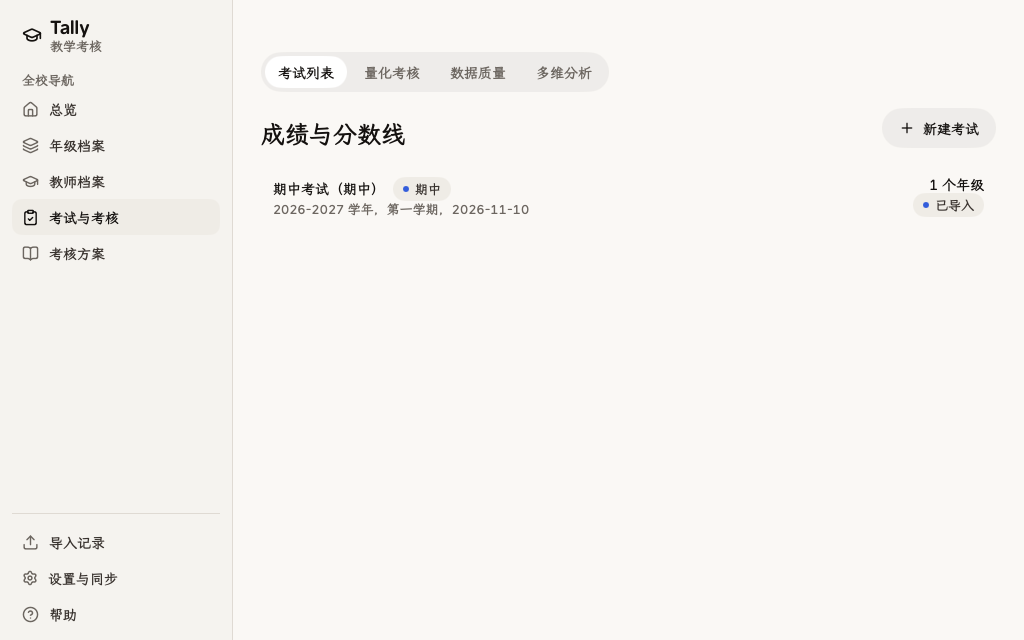 Tally
教学考核
全校导航
总览
年级档案
教师档案
考试与考核
考核方案
导入记录
设置与同步
帮助
考试列表
量化考核
数据质量
多维分析
成绩与分数线
新建考试
期中考试（期中） 期中
2026-2027 学年，第一学期，2026-11-10
1 个年级
已导入